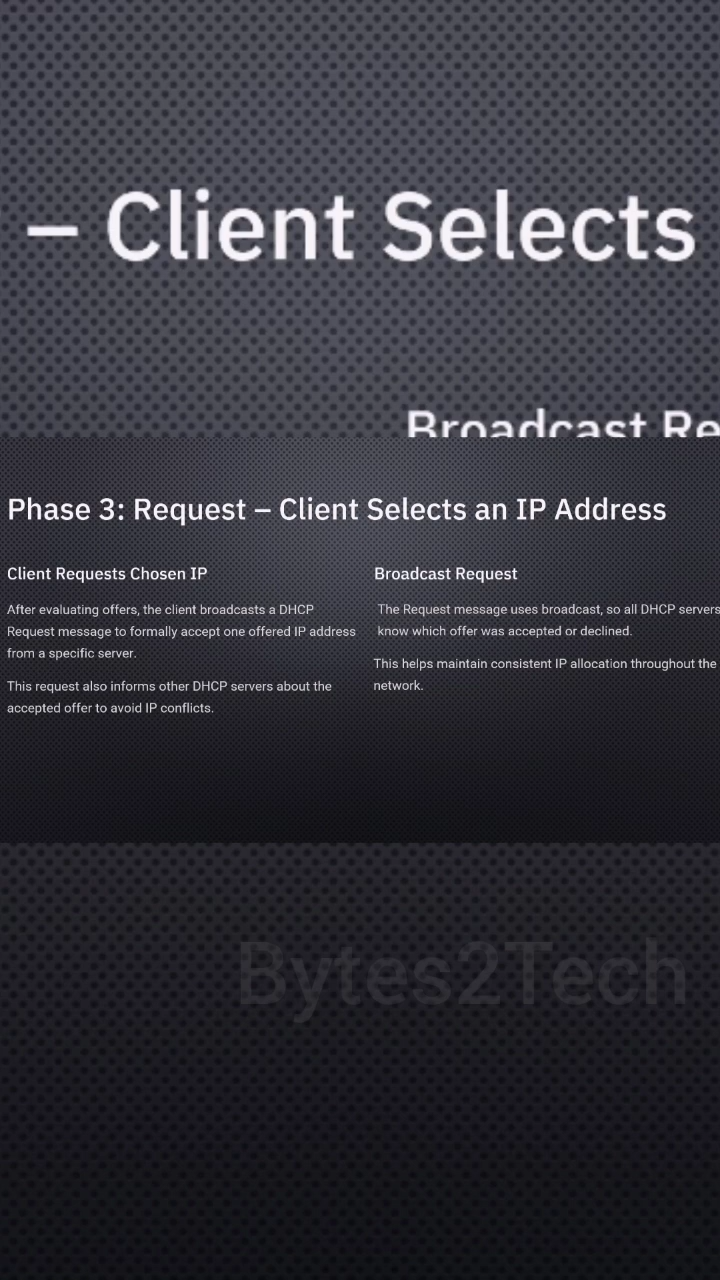 – Client Selects
Broadcast Re
Phase 3: Request – Client Selects an IP Address
Client Requests Chosen IP
After evaluating offers, the client broadcasts a DHCP
Request message to formally accept one offered IP address
from a specific server.
This request also informs other DHCP servers about the
accepted offer to avoid IP conflicts.
Broadcast Request
The Request message uses broadcast, so all DHCP servers
know which offer was accepted or declined.
This helps maintain consistent IP allocation throughout the
network.
Bytes2Tech